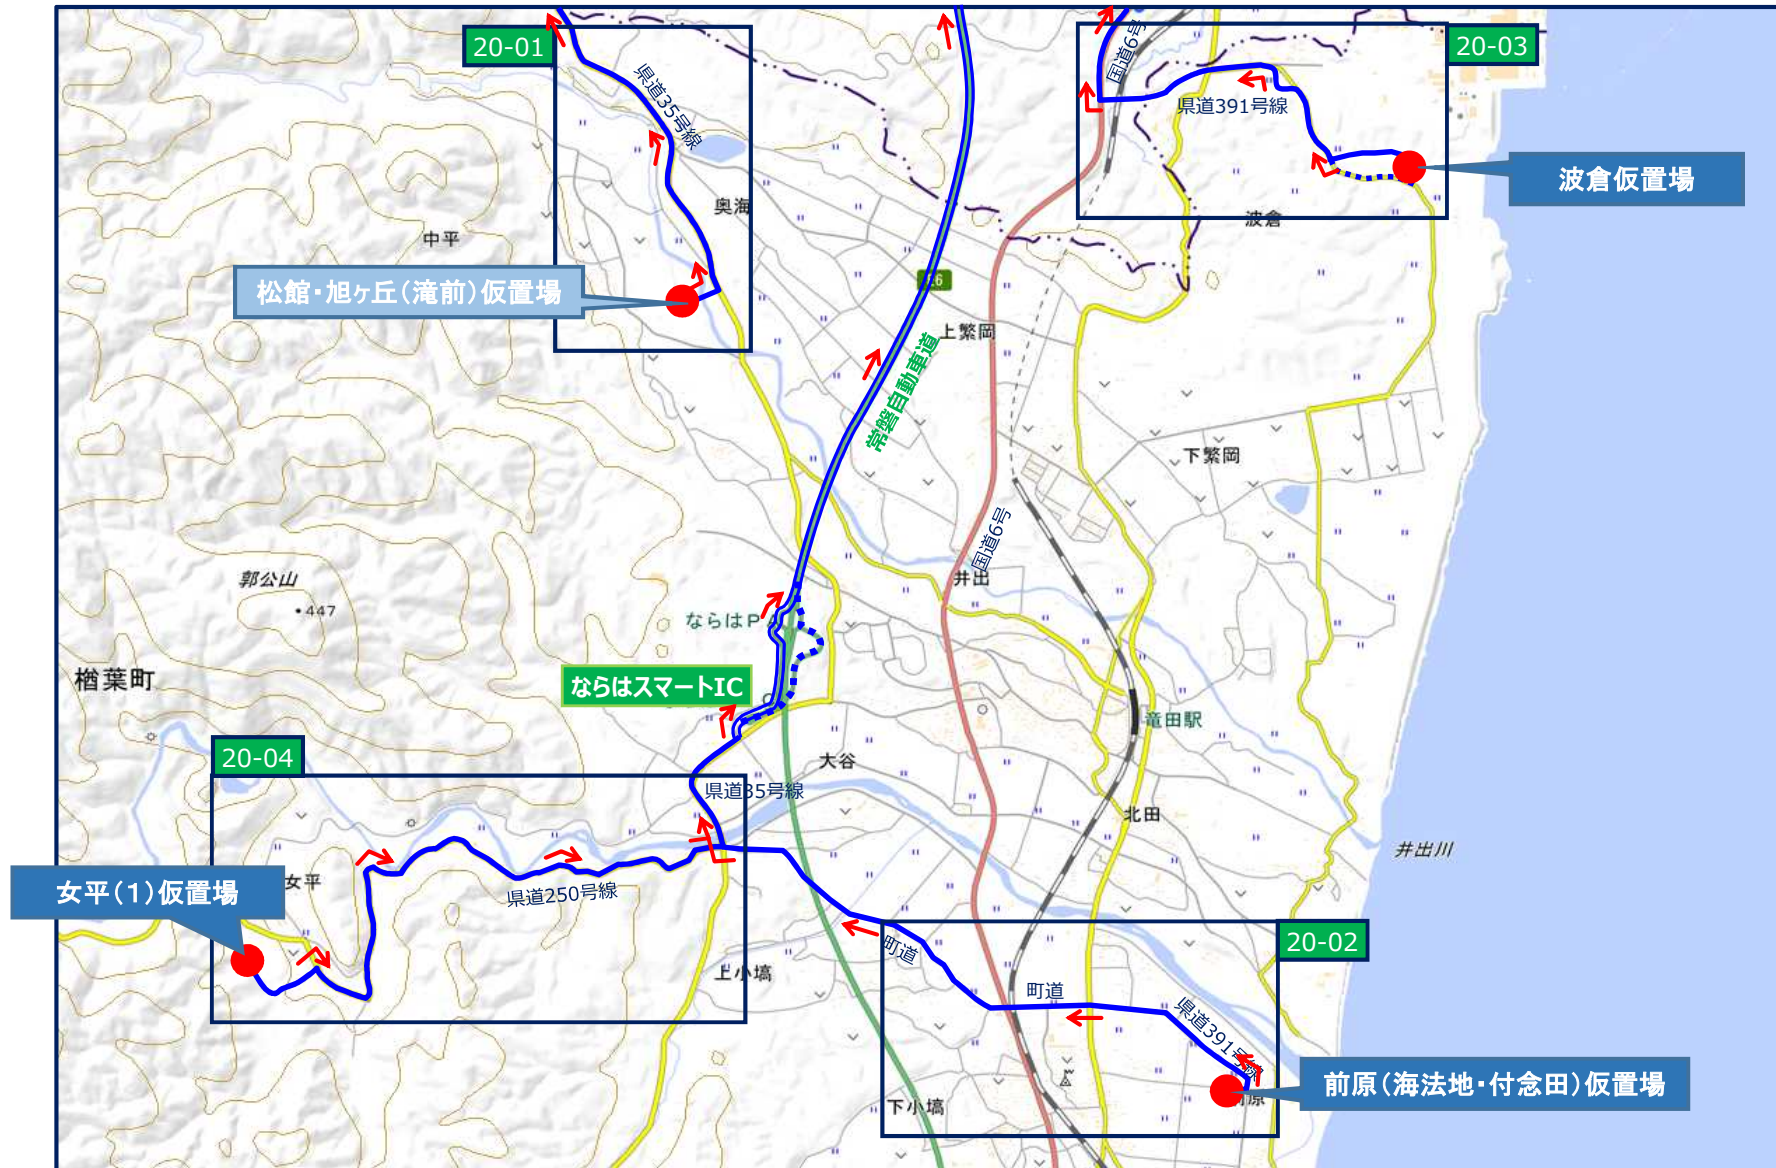 20-01
国道6号
20-03
県道35号線
県道391号線
波倉仮置場
奥海
波倉
中平
松館・旭ヶ丘(滝前)仮置場
上繁岡
常磐自動車道
下繁岡
国道6号
井出
郭公山
・447
ならはP
楢葉町
ならはスマートIC
竜田駅
20-04
大谷
県道35号線
北田
井出川
女平(1)仮置場
女平
県道250号線
20-02
町道
上小塙
町道
県道391号線
前原(海法地・付念田)仮置場
下小塙